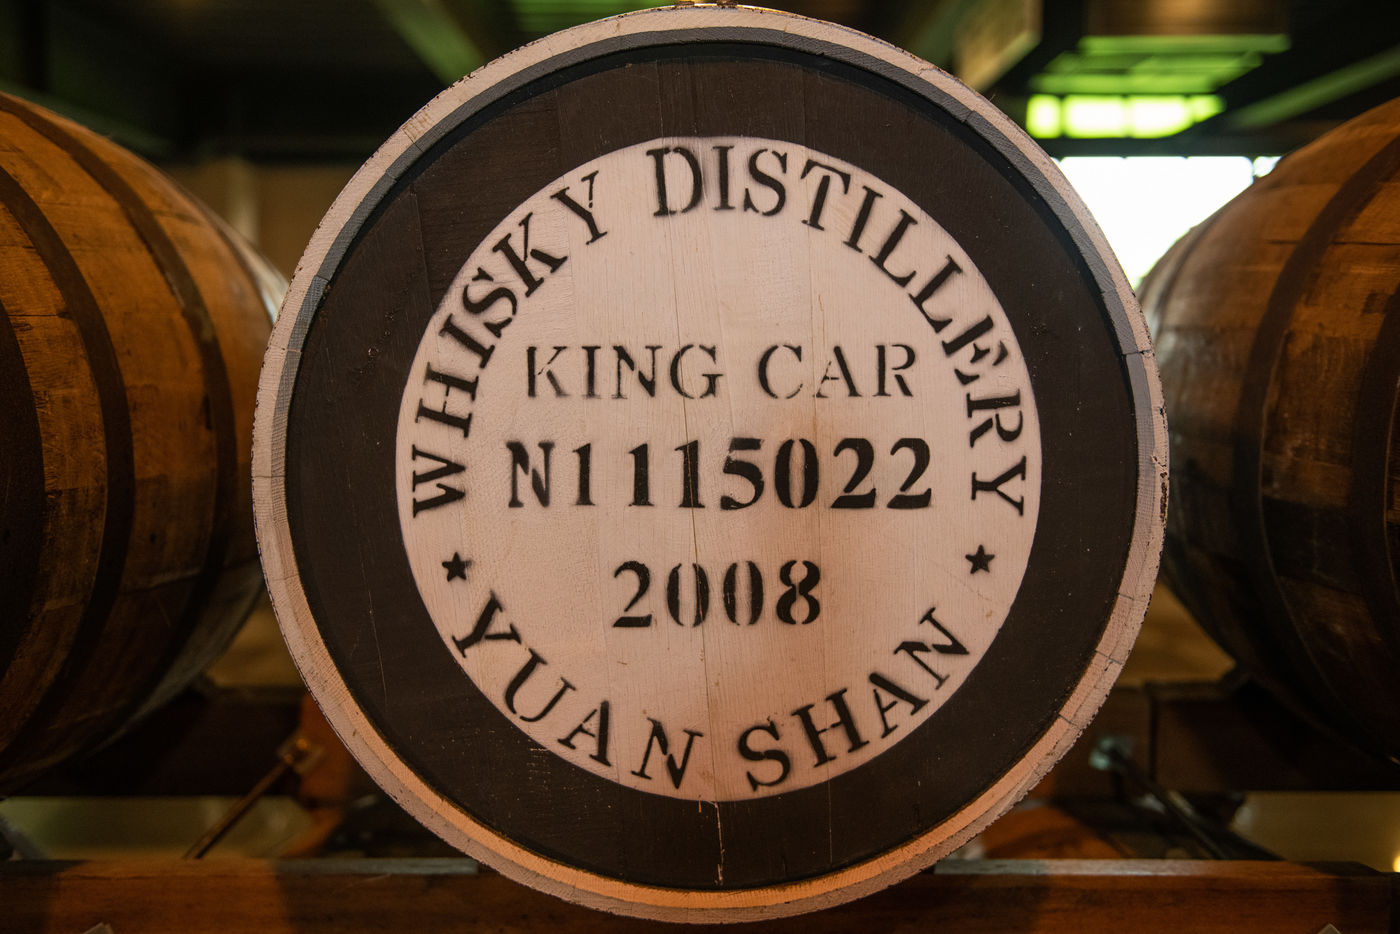 WHISKY DISTILLERY
KING CAR
N1115022
2008
★ YUAN SHAN ★